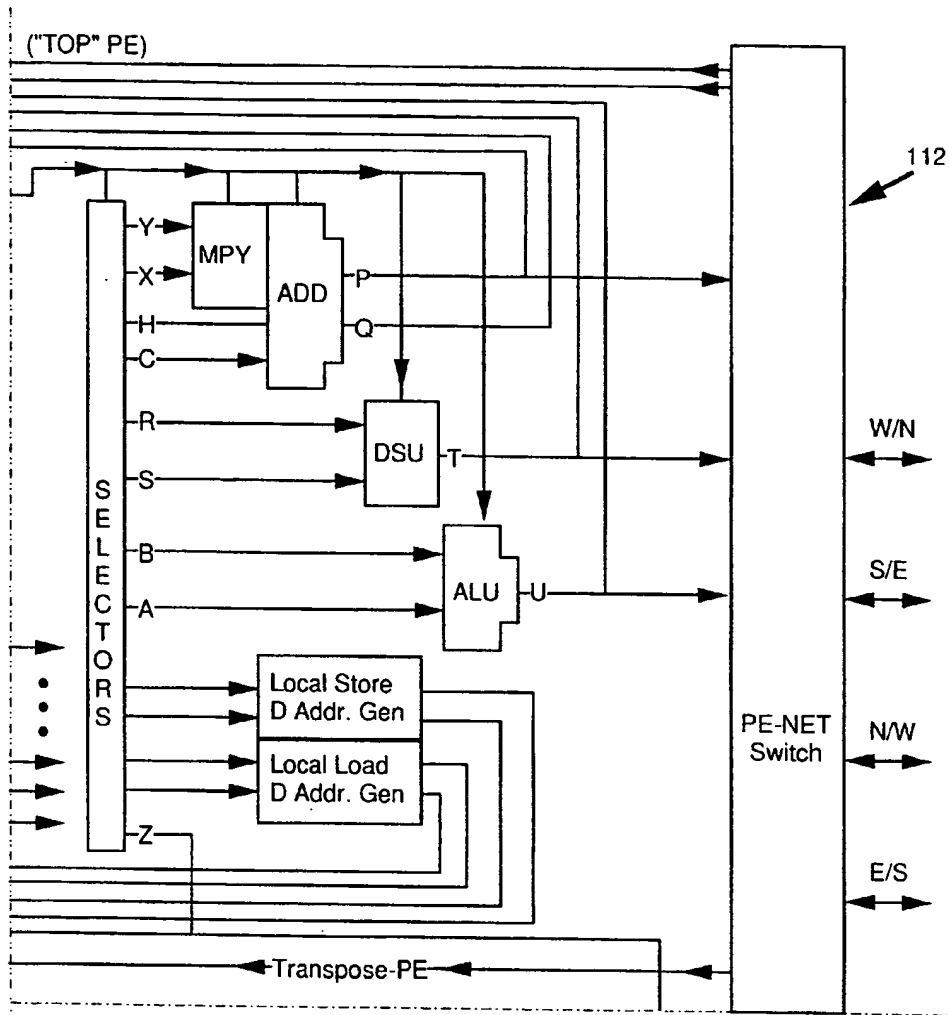 ("TOP" PE)
112
Y
MPY
X
ADD
P
H
Q
C
R
DSU
T
S
W/N
SELECTORS
B
ALU
U
S/E
A
Local Store
D Addr. Gen
PE-NET
Switch
N/W
Local Load
D Addr. Gen
Z
E/S
Transpose-PE